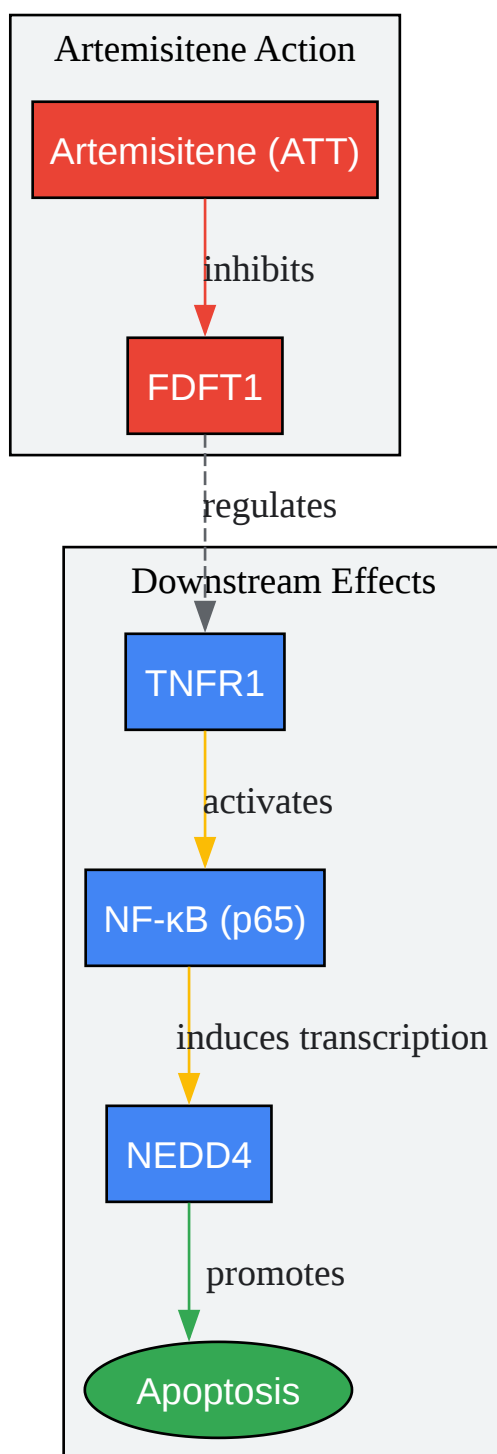 Artemisitene Action
Artemisitene (ATT)
inhibits
FDFT1
regulates
Downstream Effects
TNFR1
activates
NF-κB (p65)
induces transcription
NEDD4
promotes
Apoptosis